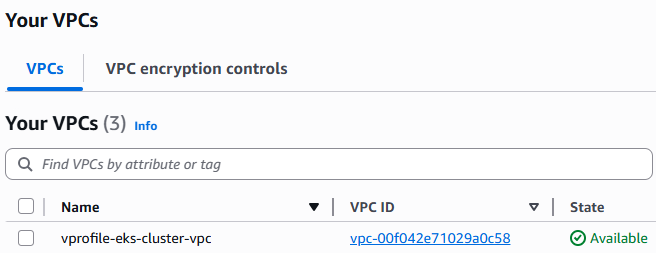 Your VPCs
VPCs VPC encryption controls
Your VPCs (3) Info
Find VPCs by attribute or tag
Name VPC ID State
vprofile-eks-cluster-vpc vpc-00f042e71029a0c58 Available